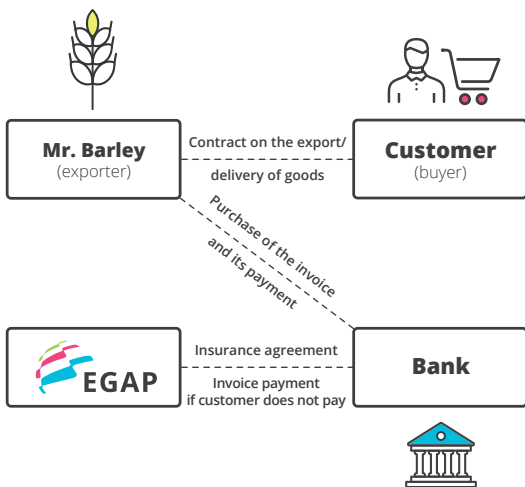 Mr. Barley
(exporter)
Contract on the export/
delivery of goods
Customer
(buyer)
Purchase of the invoice
and its payment
EGAP
Insurance agreement
Invoice payment
if customer does not pay
Bank